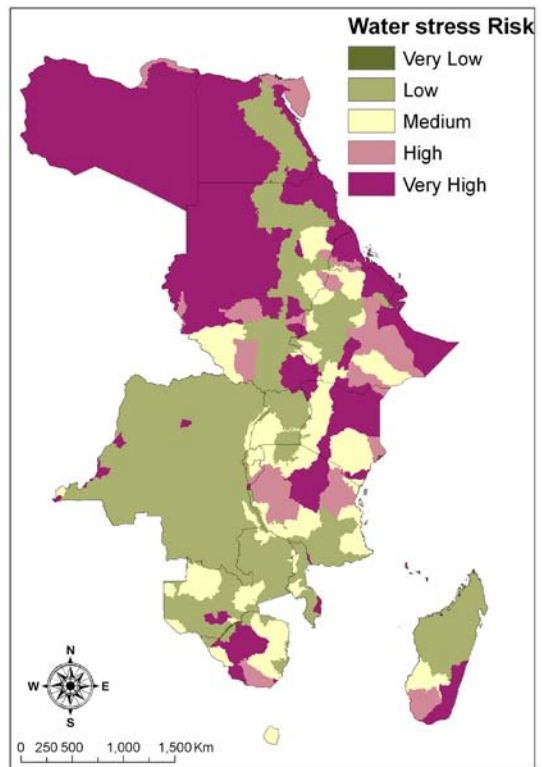 Water stress Risk
Very Low
Low
Medium
High
Very High
N
W E
S
0 250 500 1,000 1,500 Km